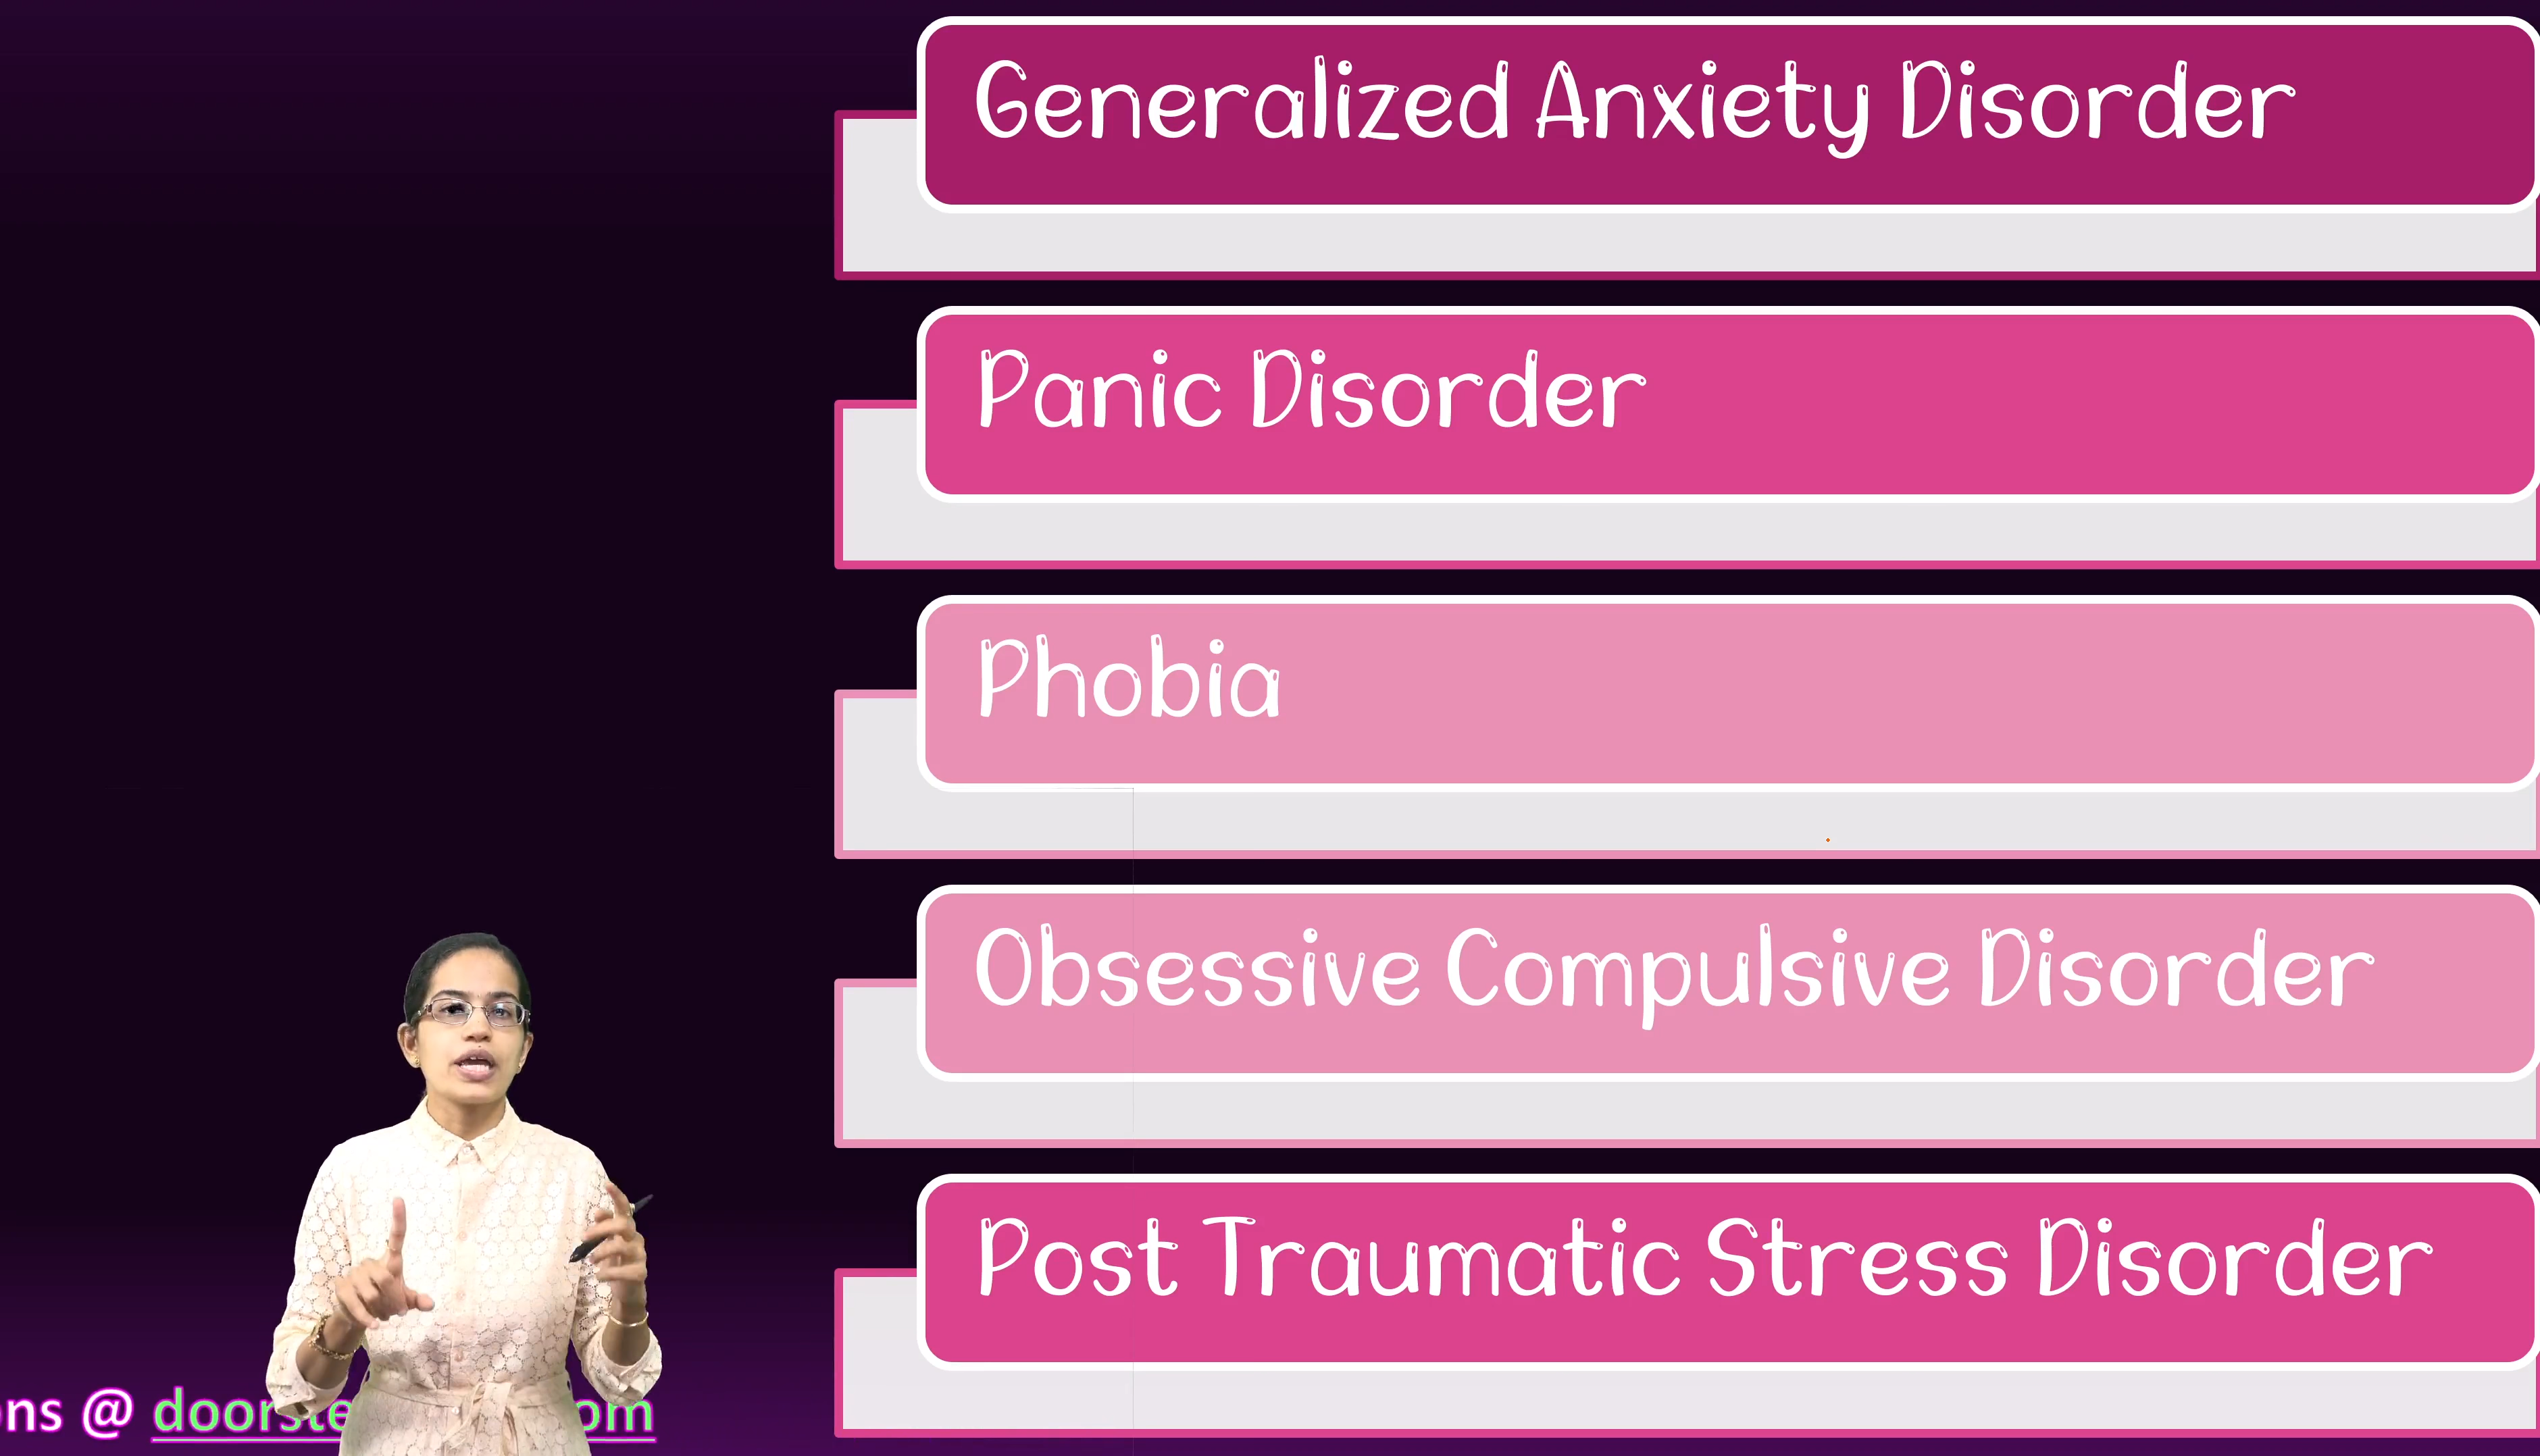 Generalized Anxiety Disorder
Panic Disorder
Phobia
Obsessive Compulsive Disorder
Post Traumatic Stress Disorder
@